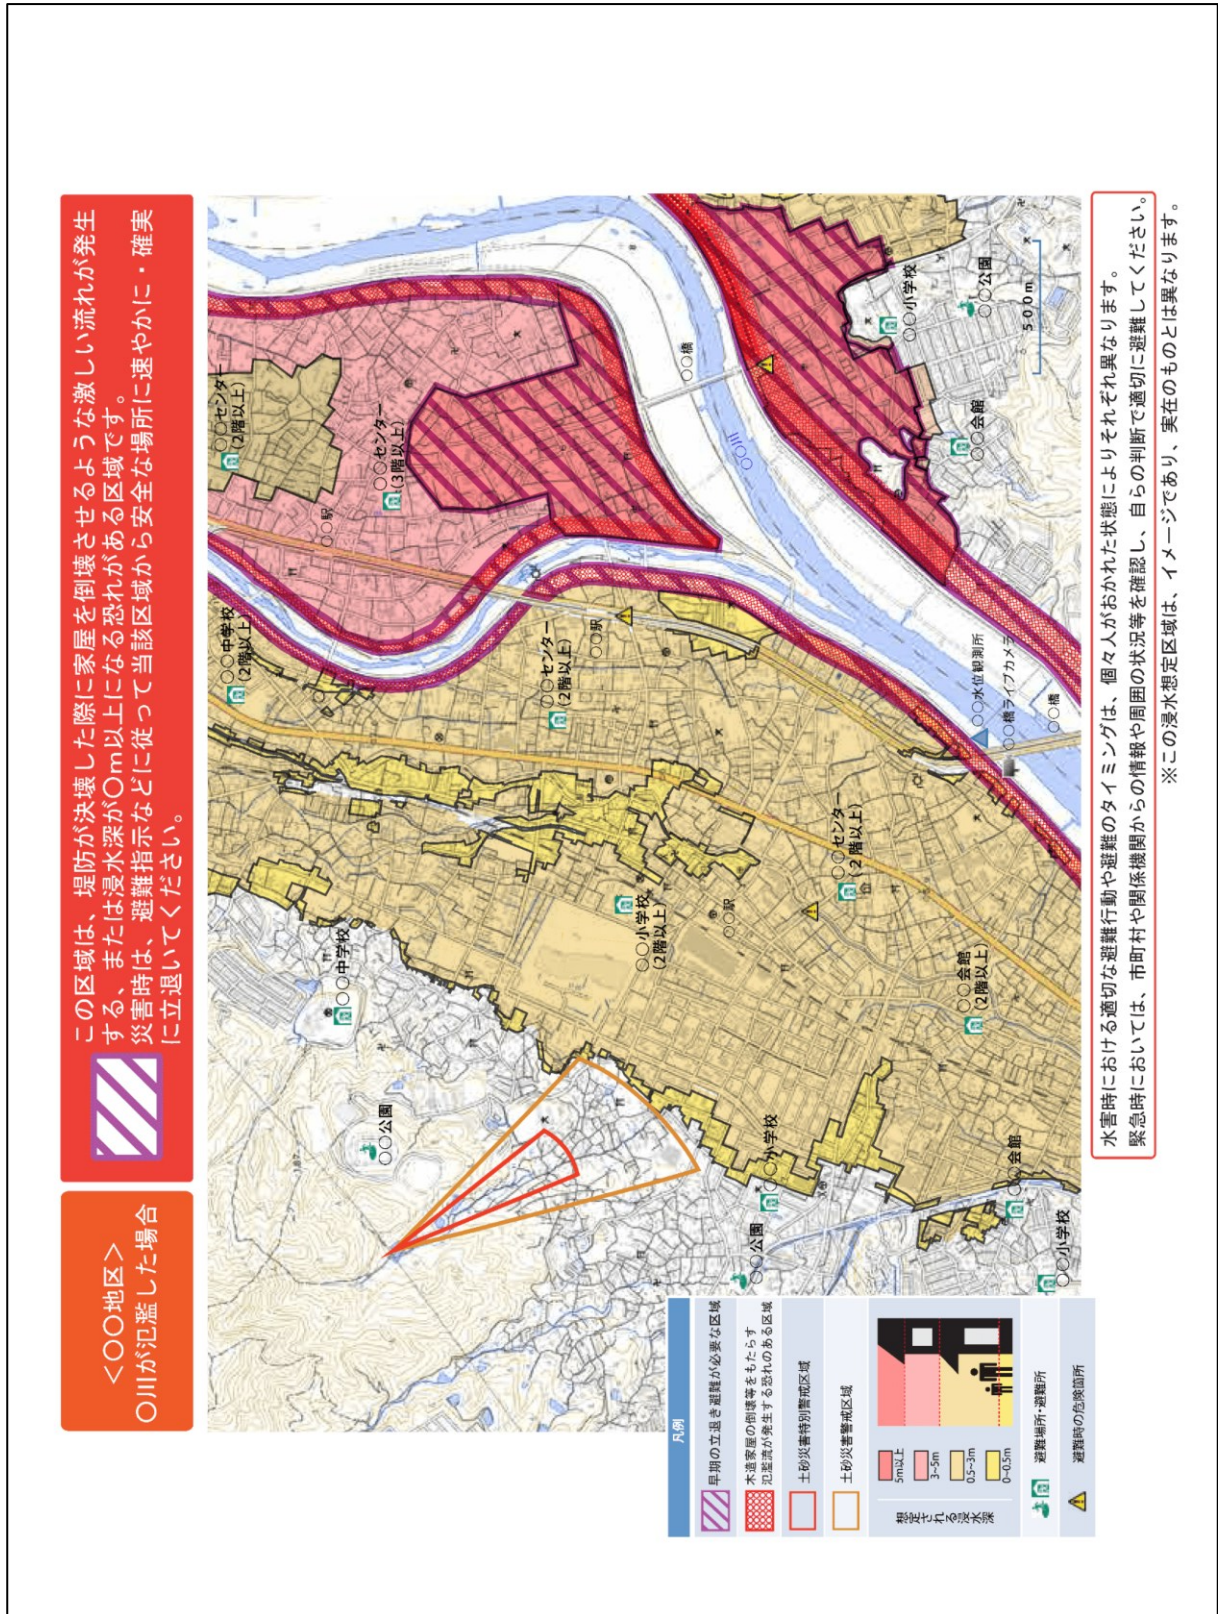 <〇〇地区>
〇川が氾濫した場合
この区域は、堤防が決壊した際に家屋を倒壊させるような激しい流れが発生
する、または浸水深が〇m以上になる恐れがある区域です。
災害時は、避難指示などに従って当該区域から安全な場所に速やかに・確実
に立退いてください。
〇〇中学校
(2階以上)
〇〇センター
(2階以上)
〇〇駅
〇〇センター
(3階以上)
〇〇中学校
〇〇公園
〇〇センター
(2階以上)
〇〇駅
〇〇橋
〇〇川
〇〇小学校
〇〇公園
500m
〇〇小学校
(2階以上)
〇〇駅
〇〇センター
(2階以上)
〇〇会館
〇〇水位観測所
〇〇橋ライブカメラ
〇〇橋
〇〇会館
(2階以上)
〇〇小学校
〇〇公園
〇〇会館
〇〇小学校
凡例
早期の立退き避難が必要な区域
木造家屋の倒壊等をもたらす
氾濫流が発生する恐れのある区域
土砂災害特別警戒区域
土砂災害警戒区域
想定される浸水深
5m以上
3~5m
0.5~3m
0~0.5m
避難場所・避難所
避難時の危険箇所
水害時における適切な避難行動や避難のタイミングは、個々人がおかれた状態によりそれぞれ異なります。
緊急時においては、市町村や関係機関からの情報や周囲の状況等を確認し、自らの判断で適切に避難してください。
※この浸水想定区域は、イメージであり、実在のものとは異なります。